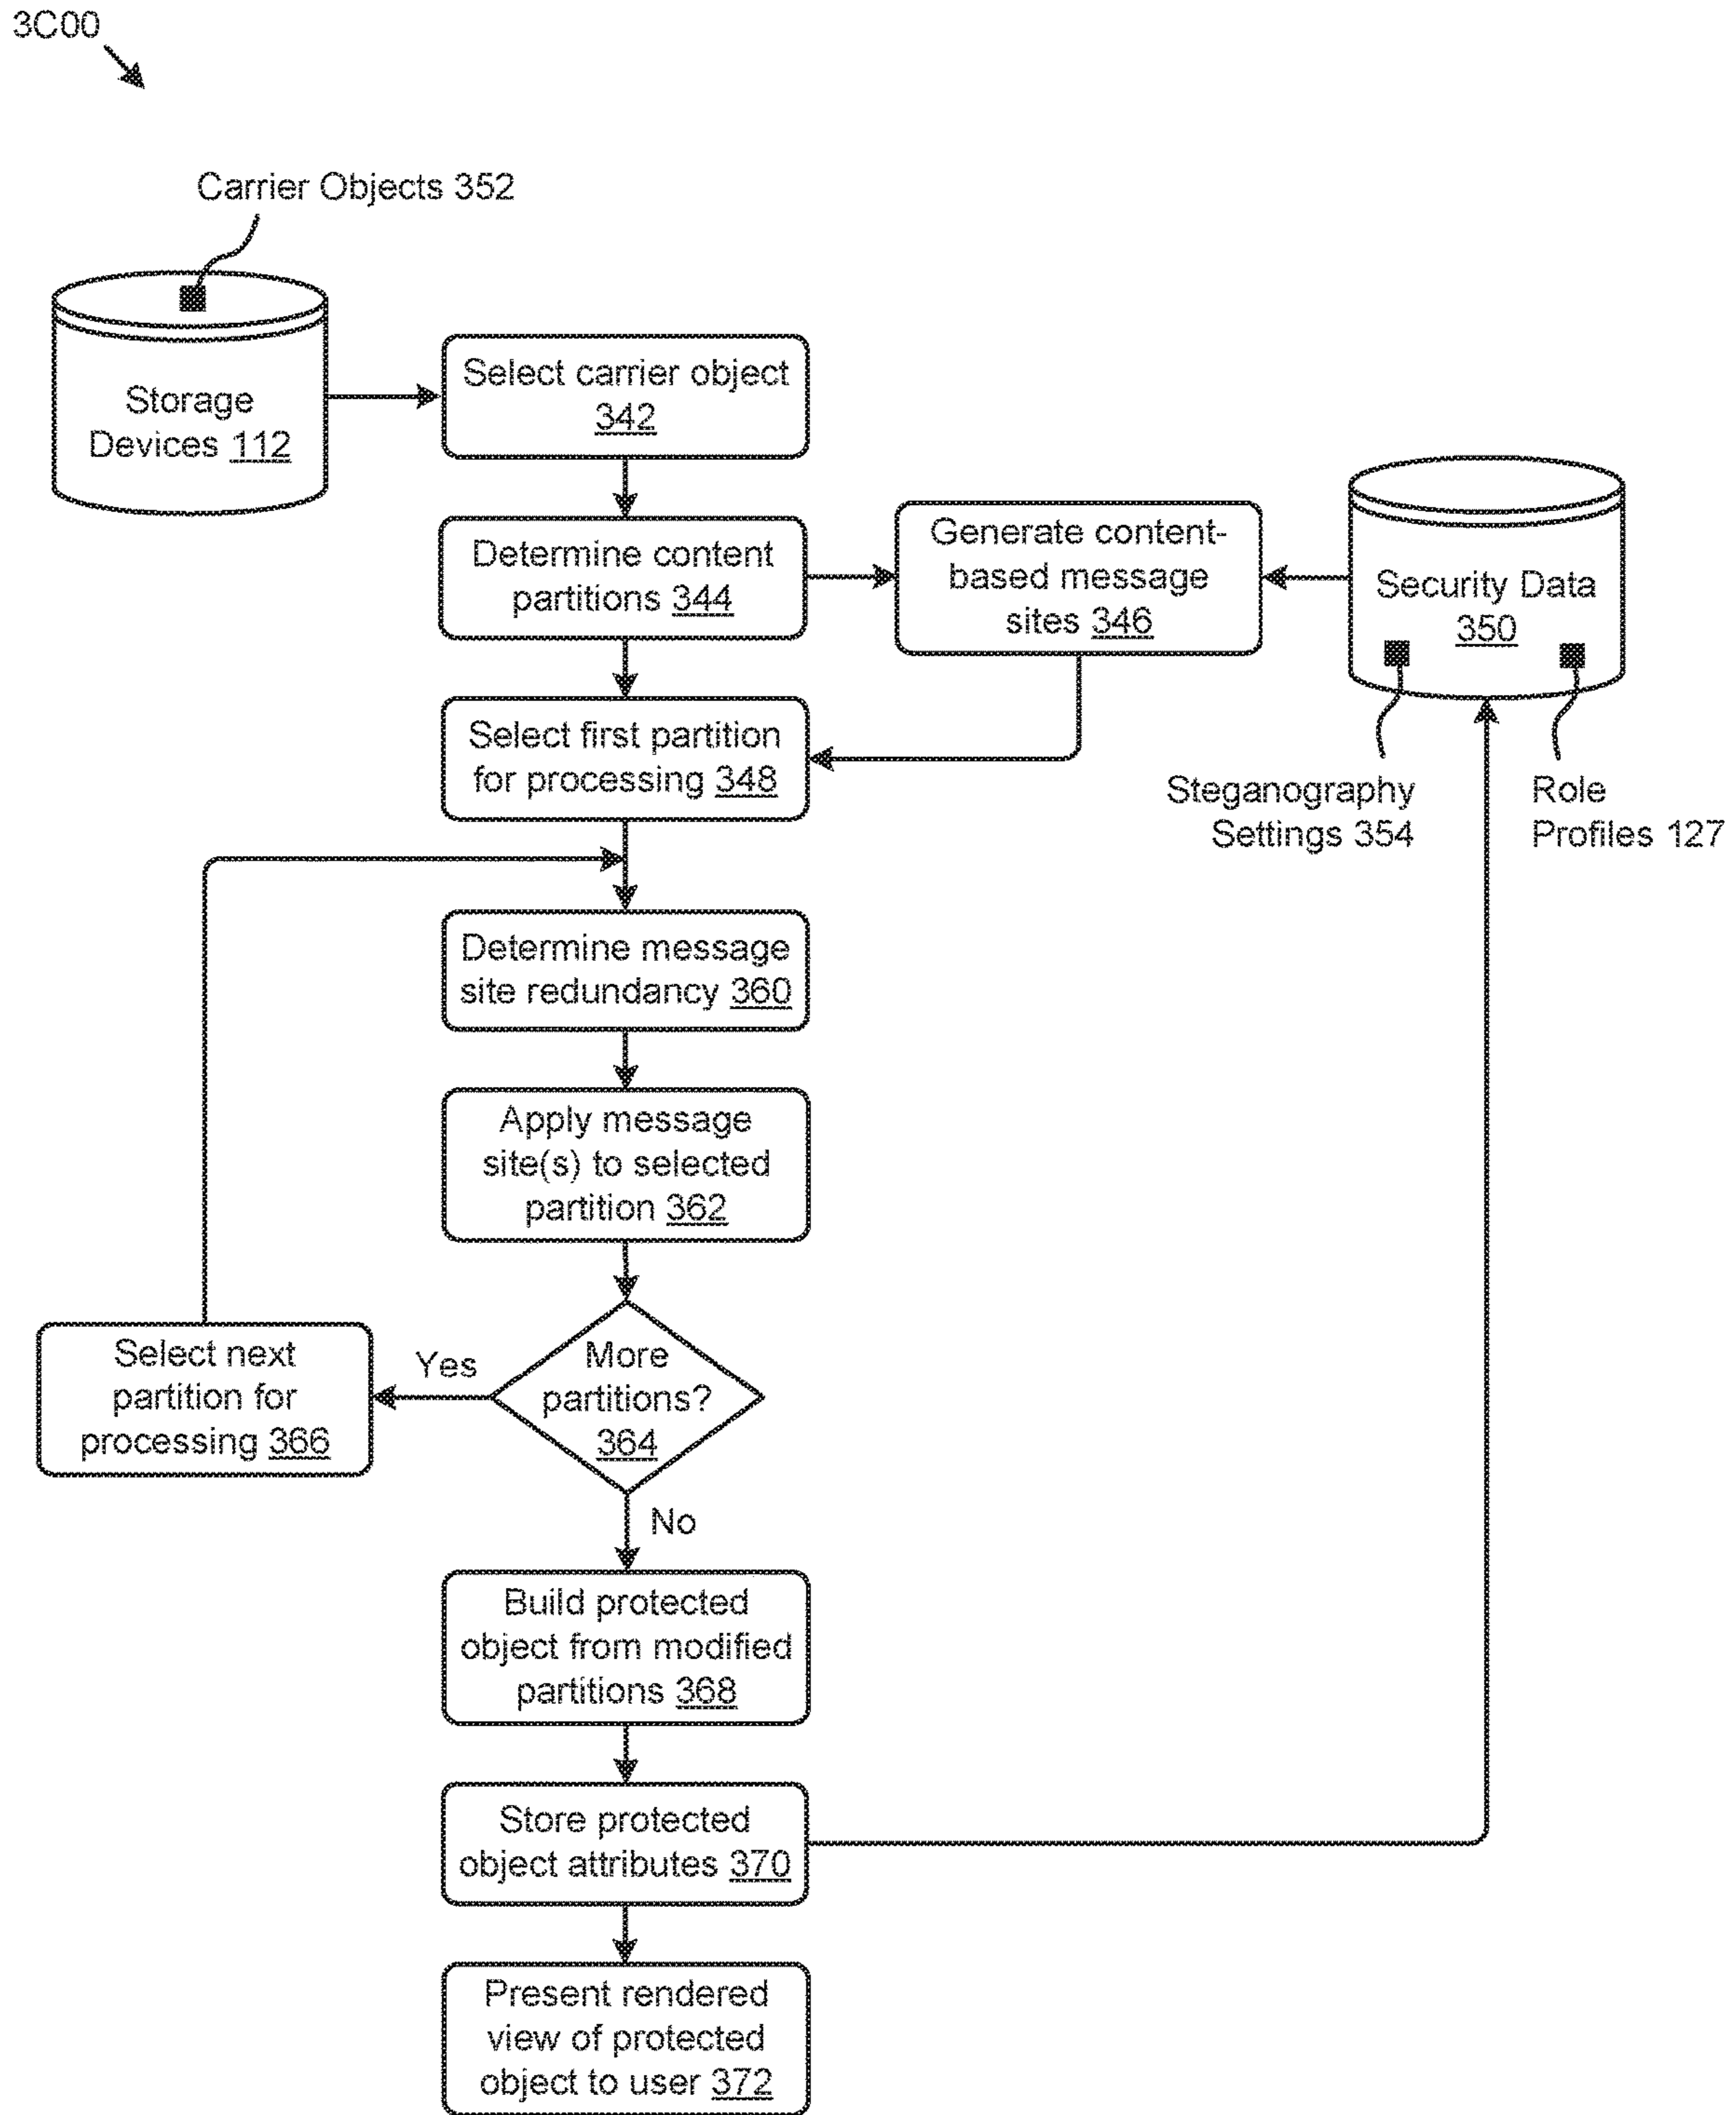 3C00
Carrier Objects 352
Storage
Devices 112
Select carrier object
342
Determine content
partitions 344
Generate content-
based message
sites 346
Security Data
350
Steganography
Settings 354
Role
Profiles 127
Select first partition
for processing 348
Determine message
site redundancy 360
Apply message
site(s) to selected
partition 362
More
partitions?
364
Yes
Select next
partition for
processing 366
No
Build protected
object from modified
partitions 368
Store protected
object attributes 370
Present rendered
view of protected
object to user 372